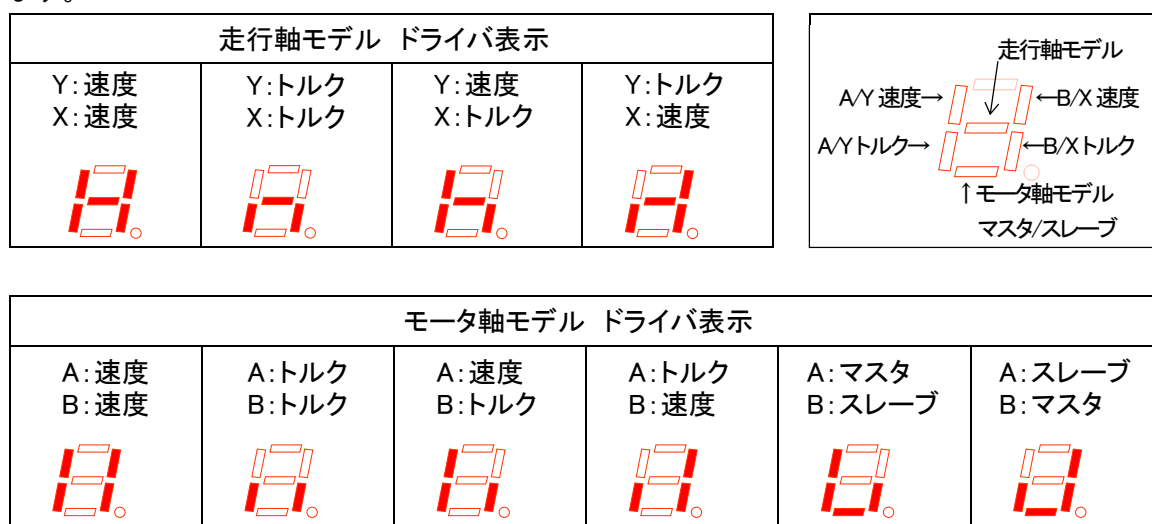 走行軸モデル ドライバ表示
Y:速度
X:速度
Y:トルク
X:トルク
Y:速度
X:トルク
Y:トルク
X:速度
走行軸モデル
A/Y 速度→ ←B/X 速度
A/Yトルク→ ←B/Xトルク
↑モータ軸モデル
マスタ/スレーブ
モータ軸モデル ドライバ表示
A:速度
B:速度
A:トルク
B:トルク
A:速度
B:トルク
A:トルク
B:速度
A:マスタ
B:スレーブ
A:スレーブ
B:マスタ